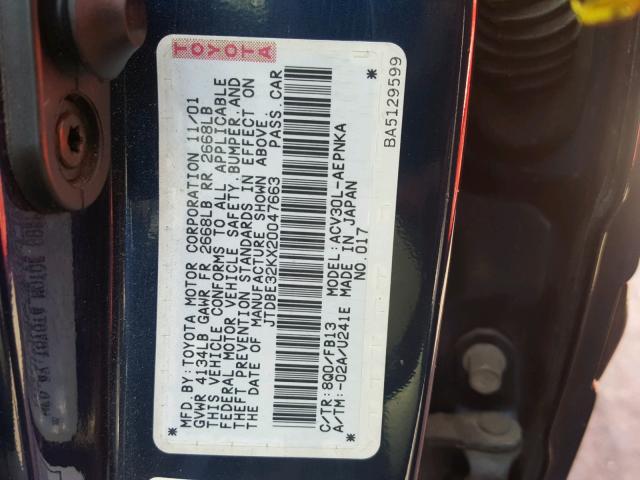 TOYOTA
MFD. BY: TOYOTA MOTOR CORPORATION 11/01
GVWR 4134LB GAWR FR 2668LB RR 2668LB
THIS VEHICLE CONFORMS TO ALL APPLICABLE
FEDERAL MOTOR VEHICLE SAFETY, BUMPER, AND
THEFT PREVENTION STANDARDS IN EFFECT ON
THE DATE OF MANUFACTURE SHOWN ABOVE.
JTDBE32KX20047663 PASS. CAR
C/TR: 8Q0/FB13 MODEL: ACV30L-AEPNKA
A/TM: -02A/U241E MADE IN JAPAN
NO. 017
BA5129599